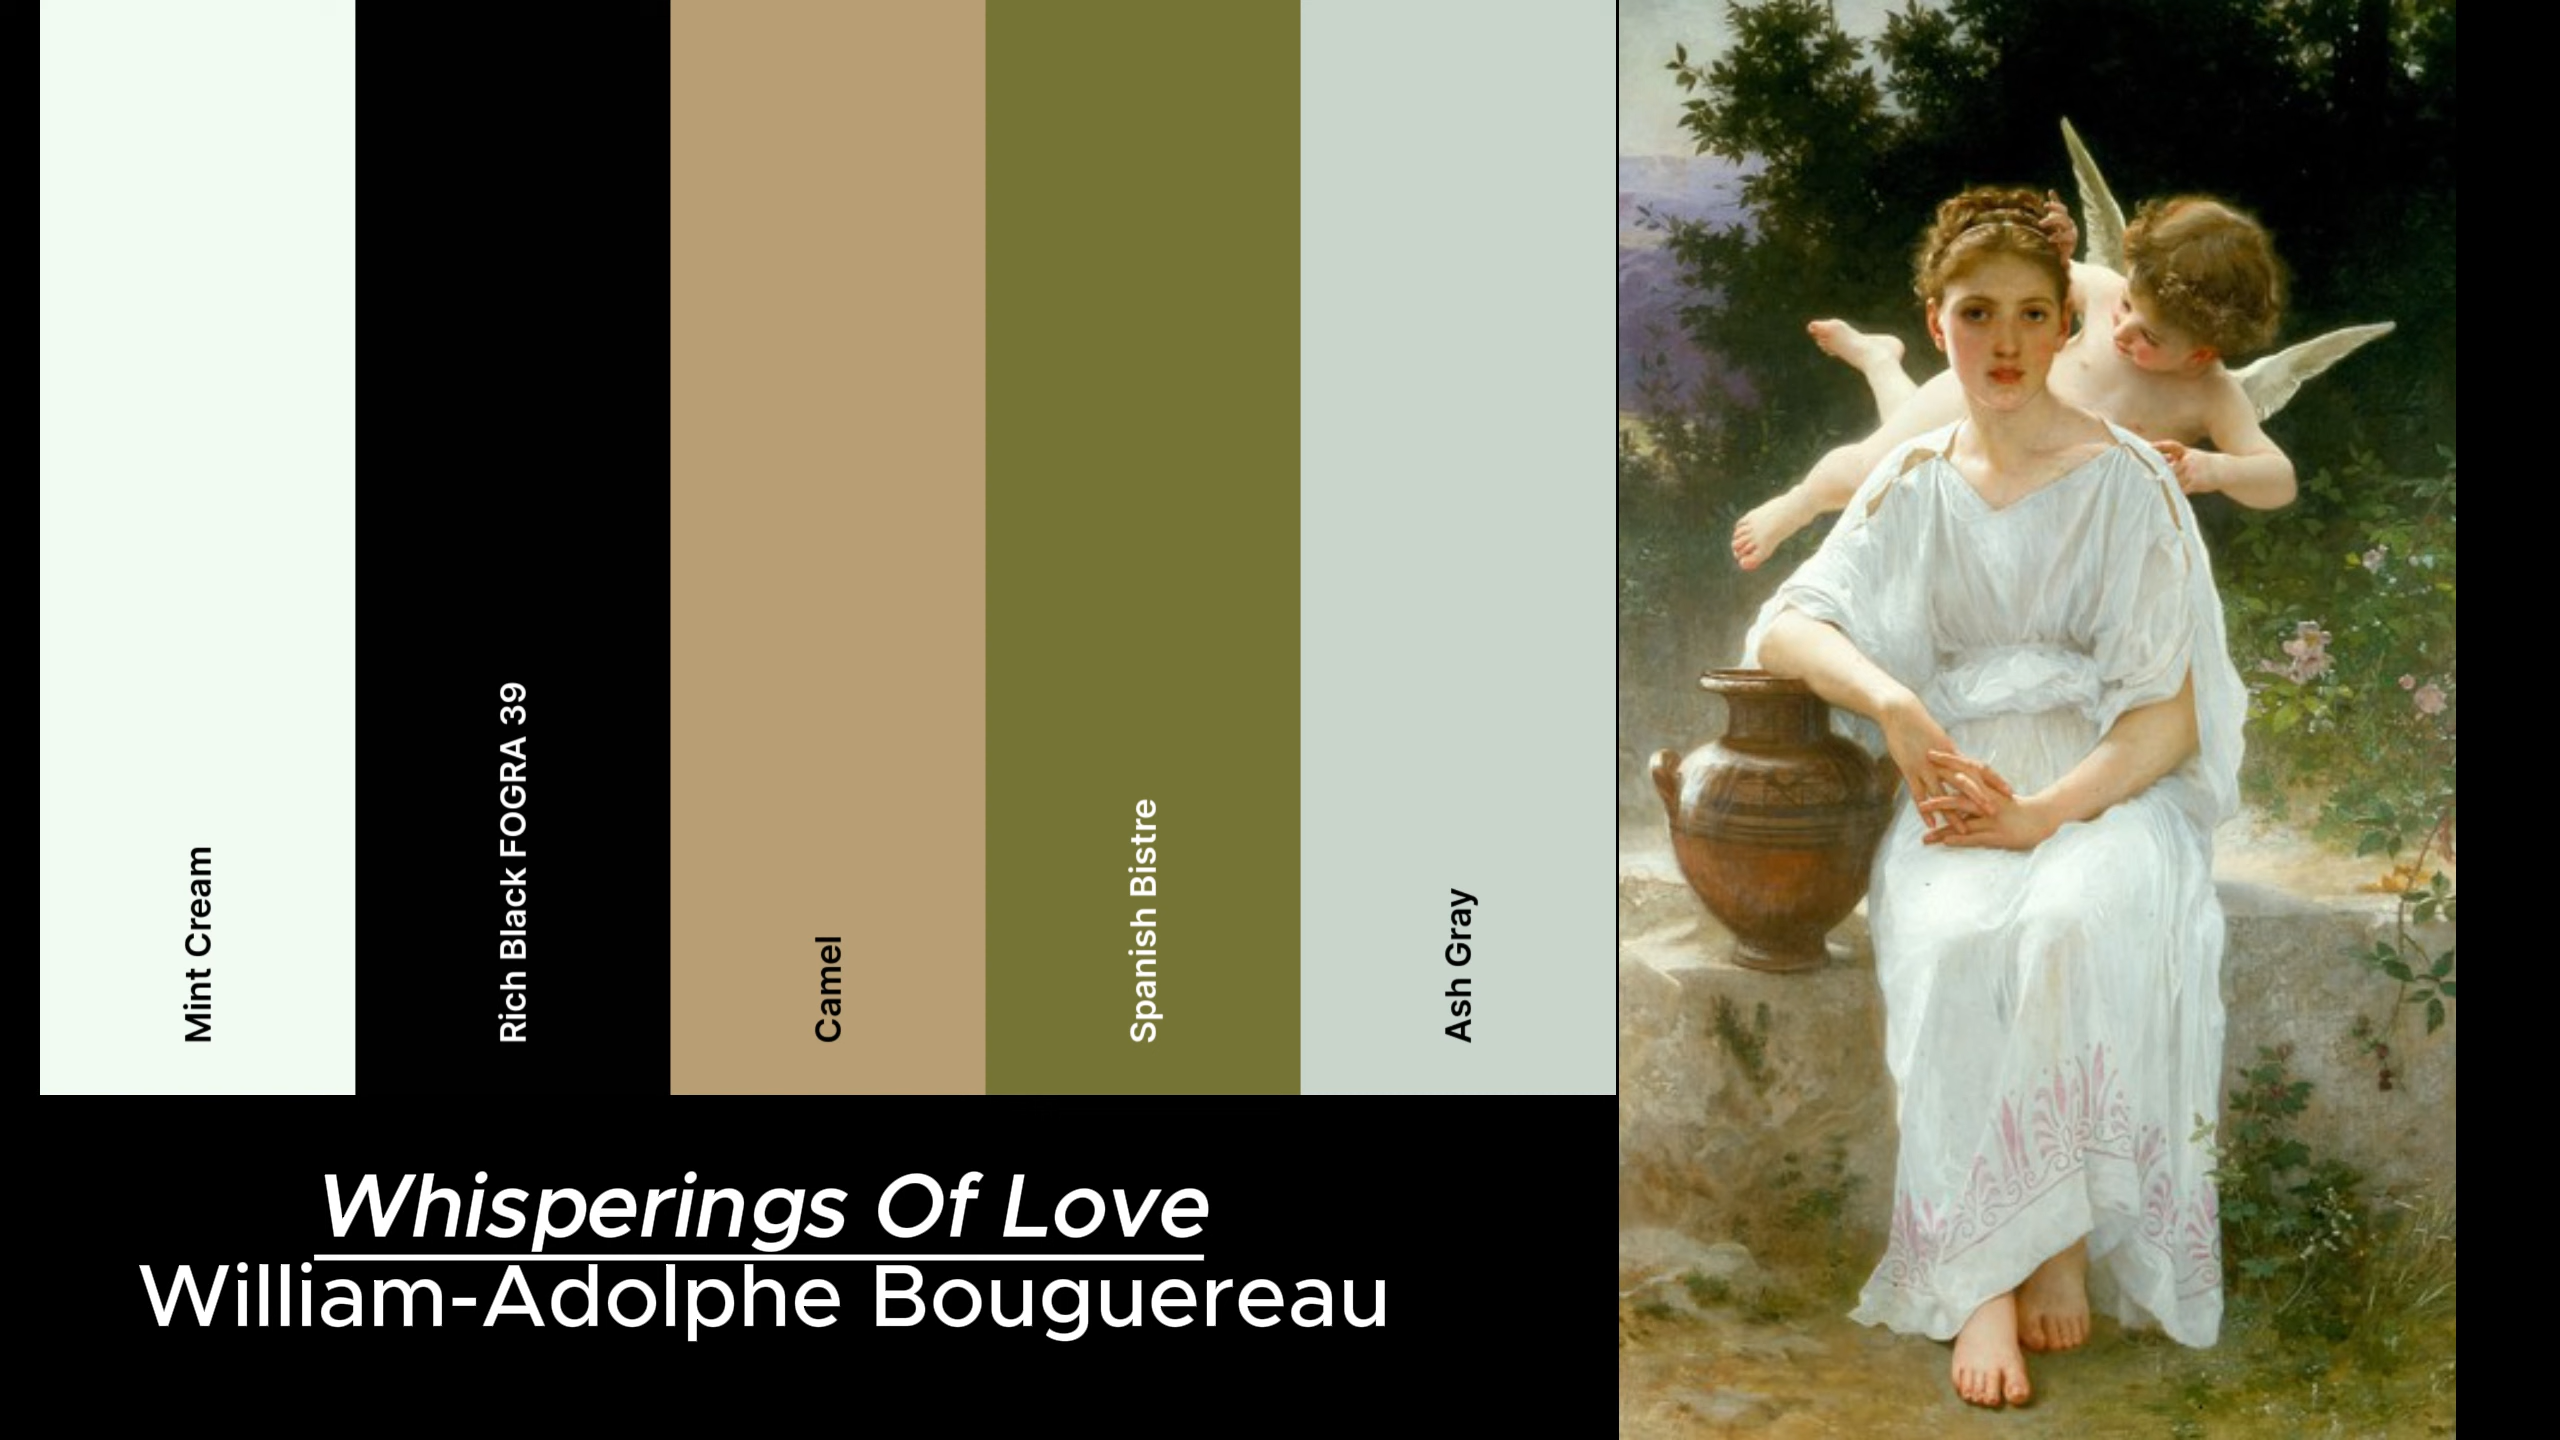 Mint Cream
Rich Black FOGRA 39
Camel
Spanish Bistre
Ash Gray
Whisperings Of Love
William-Adolphe Bouguereau